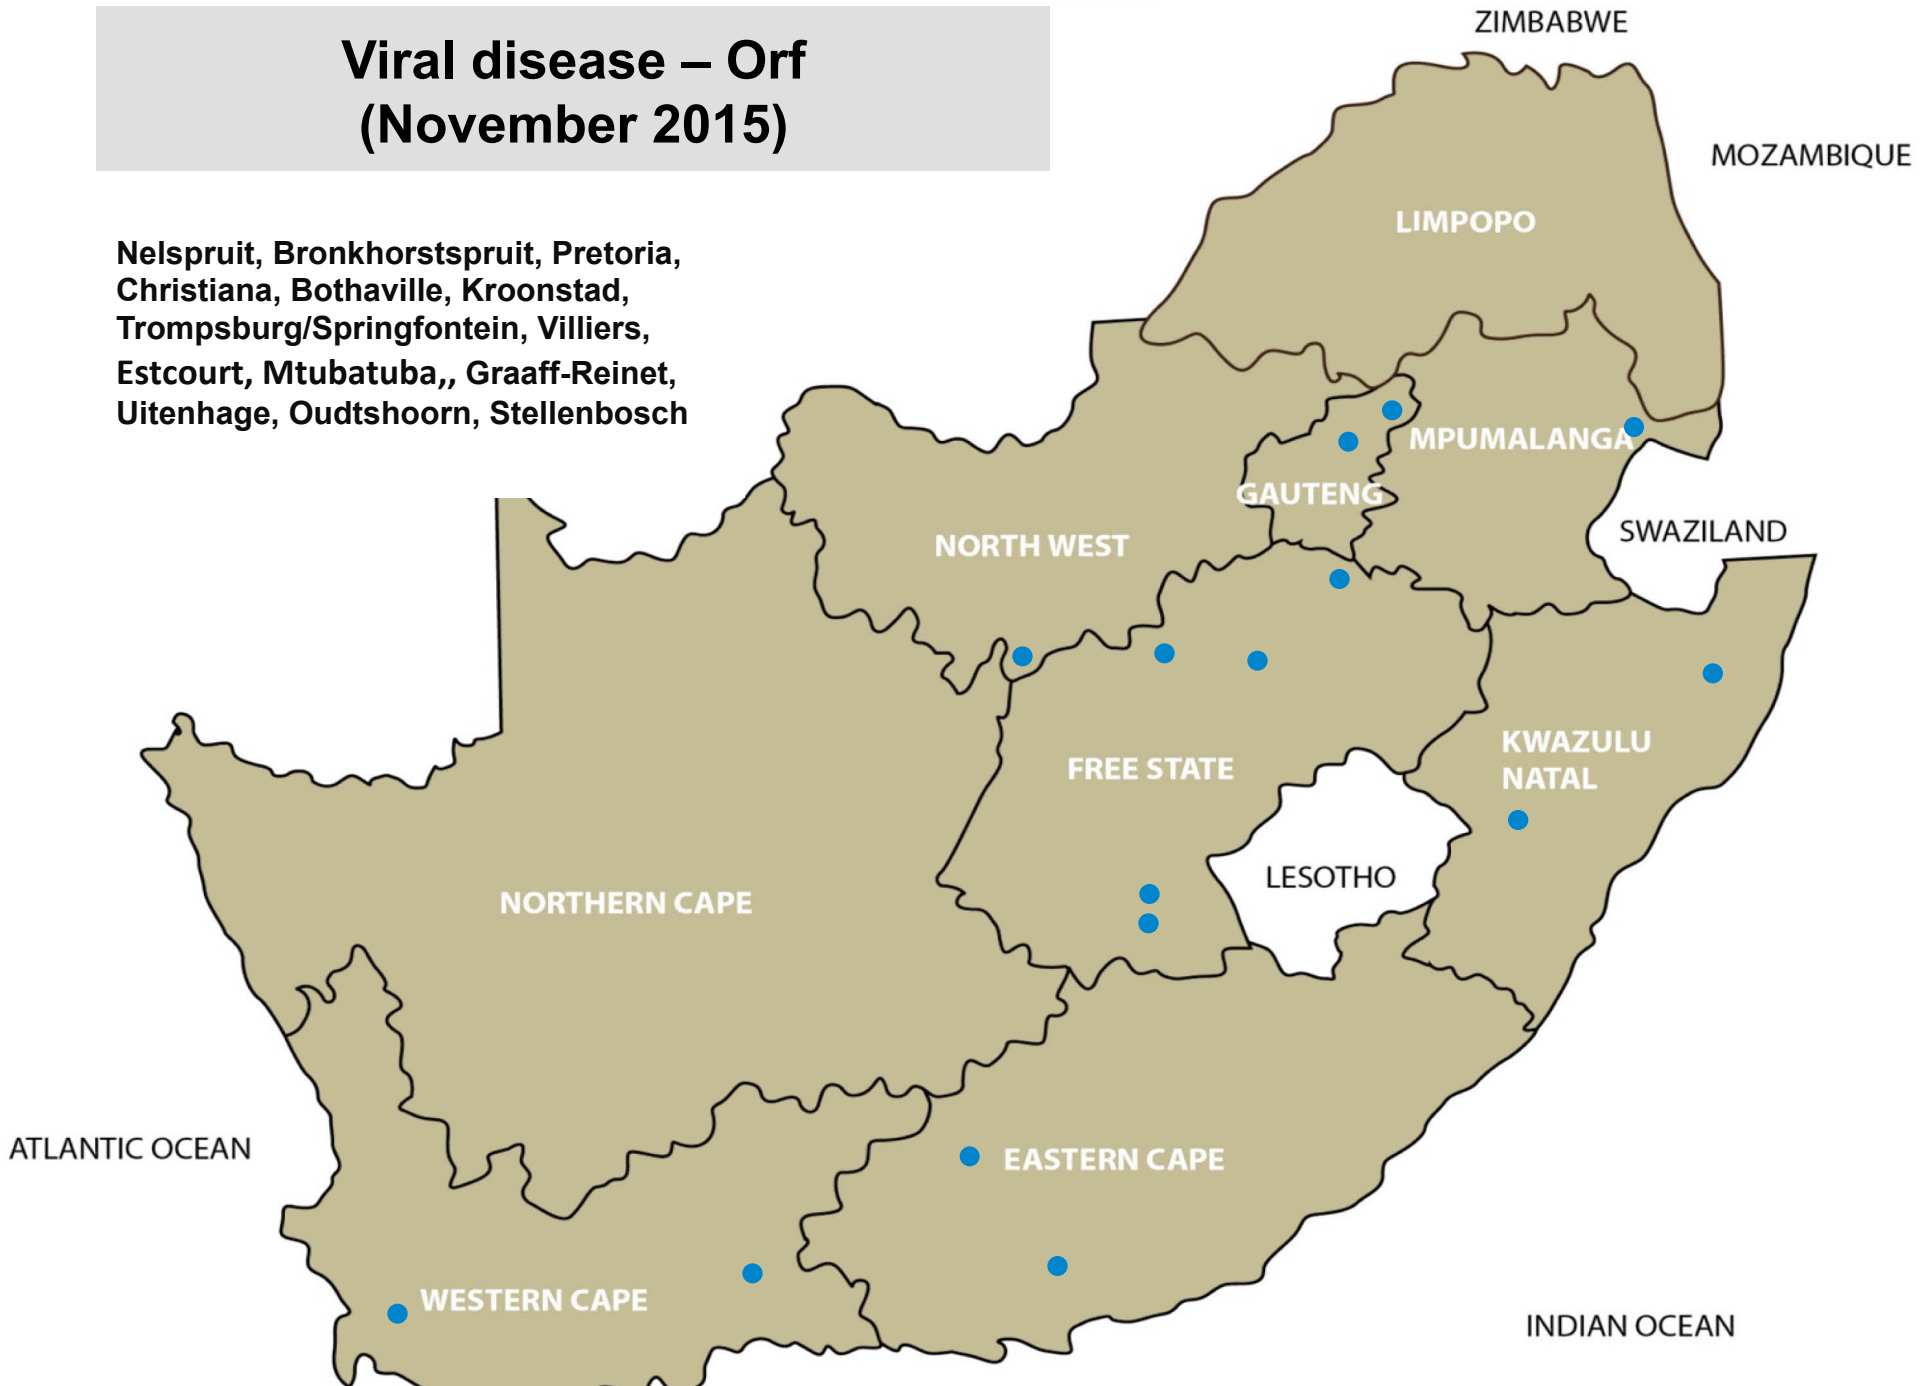 Viral disease – Orf
(November 2015)
Nelspruit, Bronkhorstspruit, Pretoria,
Christiana, Bothaville, Kroonstad,
Trompsburg/Springfontein, Villiers,
Estcourt, Mtubatuba,, Graaff-Reinet,
Uitenhage, Oudtshoorn, Stellenbosch
ZIMBABWE
MOZAMBIQUE
LIMPOPO
MPUMALANGA
GAUTENG
SWAZILAND
NORTH WEST
KWAZULU
NATAL
FREE STATE
LESOTHO
NORTHERN CAPE
ATLANTIC OCEAN
EASTERN CAPE
WESTERN CAPE
INDIAN OCEAN